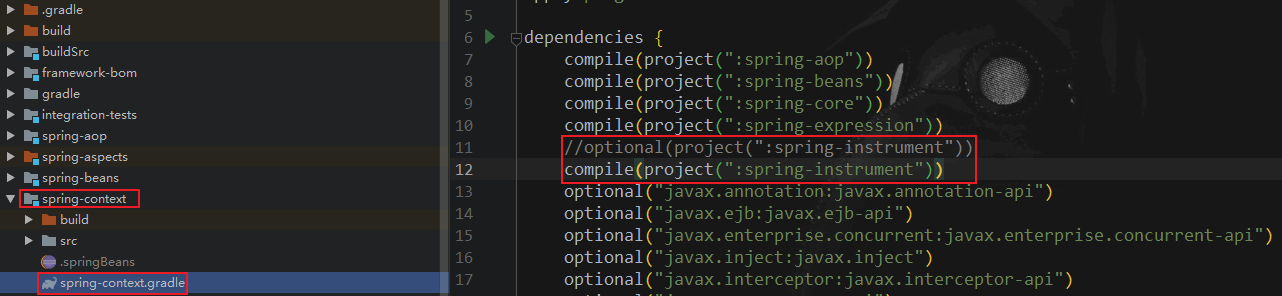 .gradle
build
buildSrc
framework-bom
gradle
integration-tests
spring-aop
spring-aspects
spring-beans
spring-context
build
src
.springBeans
spring-context.gradle
5
6 dependencies {
7 compile(project(":spring-aop"))
8 compile(project(":spring-beans"))
9 compile(project(":spring-core"))
10 compile(project(":spring-expression"))
11 //optional(project(":spring-instrument"))
12 compile(project(":spring-instrument"))
13 optional("javax.annotation:javax.annotation-api")
14 optional("javax.ejb:javax.ejb-api")
15 optional("javax.enterprise.concurrent:javax.enterprise.concurrent-api")
16 optional("javax.inject:javax.inject")
17 optional("javax.interceptor:javax.interceptor-api")